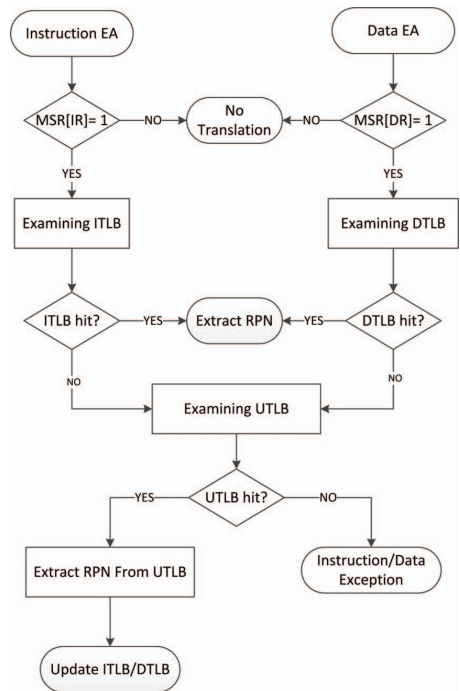 Instruction EA
Data EA
MSR[IR]= 1
NO
No
Translation
NO
MSR[DR]= 1
YES
YES
Examining ITLB
Examining DTLB
ITLB hit?
YES
Extract RPN
YES
DTLB hit?
NO
NO
Examining UTLB
UTLB hit?
YES
NO
Extract RPN From UTLB
Instruction/Data
Exception
Update ITLB/DTLB